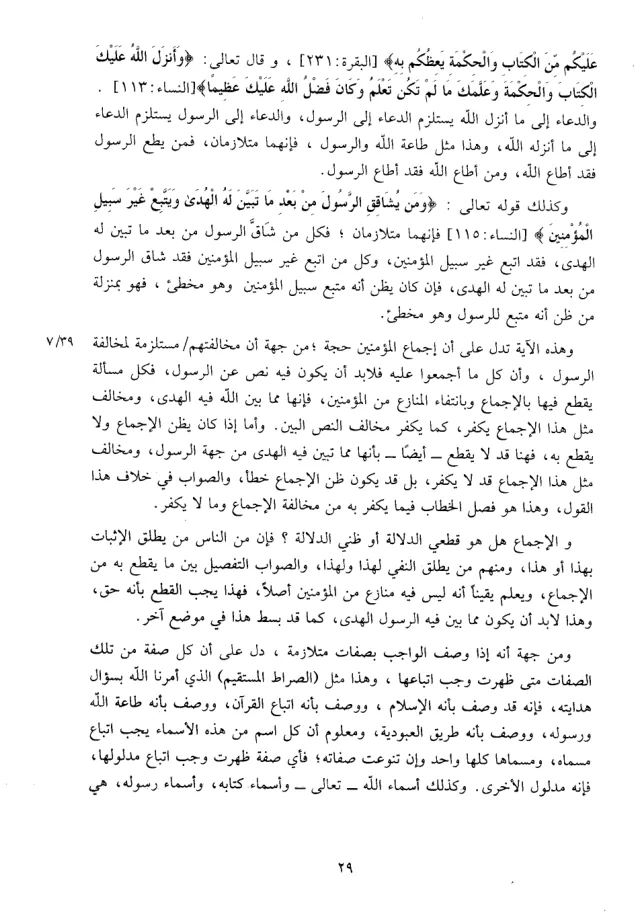 عَلَيْكُم مِّنَ الْكِتَابِ وَالْحِكْمَةِ يَعِظُكُم بِهِ﴾ [البقرة:٢٣١] ، و قال تعالى: ﴿وَأَنزَلَ اللَّهُ عَلَيْكَ
الْكِتَابَ وَالْحِكْمَةَ وَعَلَّمَكَ مَا لَمْ تَكُن تَعْلَمُ وَكَانَ فَضْلُ اللَّهِ عَلَيْكَ عَظِيمًا﴾[النساء:١١٣] .
والدعاء إلى ما أنزل الله يستلزم الدعاء إلى الرسول، والدعاء إلى الرسول يستلزم الدعاء
إلى ما أنزله الله، وهذا مثل طاعة الله والرسول ، فإنهما متلازمان، فمن يطع الرسول
فقد أطاع الله، ومن أطاع الله فقد أطاع الرسول.
وكذلك قوله تعالى : ﴿وَمَن يُشَاقِقِ الرَّسُولَ مِنْ بَعْدِ مَا تَبَيَّنَ لَهُ الْهُدَىٰ وَيَتَّبِعْ غَيْرَ سَبِيلِ
الْمُؤْمِنِينَ ﴾ [النساء:١١٥] فإنهما متلازمان ؛ فكل من شاقَّ الرسول من بعد ما تبين له
الهدى، فقد اتبع غير سبيل المؤمنين، وكل من اتبع غير سبيل المؤمنين فقد شاق الرسول
من بعد ما تبين له الهدى، فإن كان يظن أنه متبع سبيل المؤمنين وهو مخطئ ، فهو بمنزلة
من ظن أنه متبع للرسول وهو مخطئ.
وهذه الآية تدل على أن إجماع المؤمنين حجة ؛من جهة أن مخالفتهم/مستلزمة لمخالفة ٧/٣٩
الرسول ، وأن كل ما أجمعوا عليه فلابد أن يكون فيه نص عن الرسول، فكل مسألة
يقطع فيها بالإجماع وبانتفاء المنازع من المؤمنين، فإنها مما بين الله فيه الهدى، ومخالف
مثل هذا الإجماع يكفر، كما يكفر مخالف النص البين. وأما إذا كان يظن الإجماع ولا
يقطع به، فهنا قد لا يقطع ــ أيضًا ــ بأنها مما تبين فيه الهدى من جهة الرسول، ومخالف
مثل هذا الإجماع قد لا يكفر، بل قد يكون ظن الإجماع خطأ، والصواب في خلاف هذا
القول، وهذا هو فصل الخطاب فيما يكفر به من مخالفة الإجماع وما لا يكفر.
و الإجماع هل هو قطعي الدلالة أو ظني الدلالة ؟ فإن من الناس من يطلق الإثبات
بهذا أو هذا، ومنهم من يطلق النفي لهذا ولهذا، والصواب التفصيل بين ما يقطع به من
الإجماع، ويعلم يقيناً أنه ليس فيه منازع من المؤمنين أصلاً، فهذا يجب القطع بأنه حق،
وهذا لابد أن يكون مما بين فيه الرسول الهدى، كما قد بسط هذا في موضع آخر.
ومن جهة أنه إذا وصف الواجب بصفات متلازمة ، دل على أن كل صفة من تلك
الصفات متى ظهرت وجب اتباعها ، وهذا مثل (الصراط المستقيم) الذي أمرنا الله بسؤال
هدايته، فإنه قد وصف بأنه الإسلام ، ووصف بأنه اتباع القرآن، ووصف بأنه طاعة الله
ورسوله، ووصف بأنه طريق العبودية، ومعلوم أن كل اسم من هذه الأسماء يجب اتباع
مسماه، ومسماها كلها واحد وإن تنوعت صفاته؛ فأي صفة ظهرت وجب اتباع مدلولها،
فإنه مدلول الأخرى. وكذلك أسماء الله ــ تعالى ــ وأسماء كتابه، وأسماء رسوله، هي
٢٩